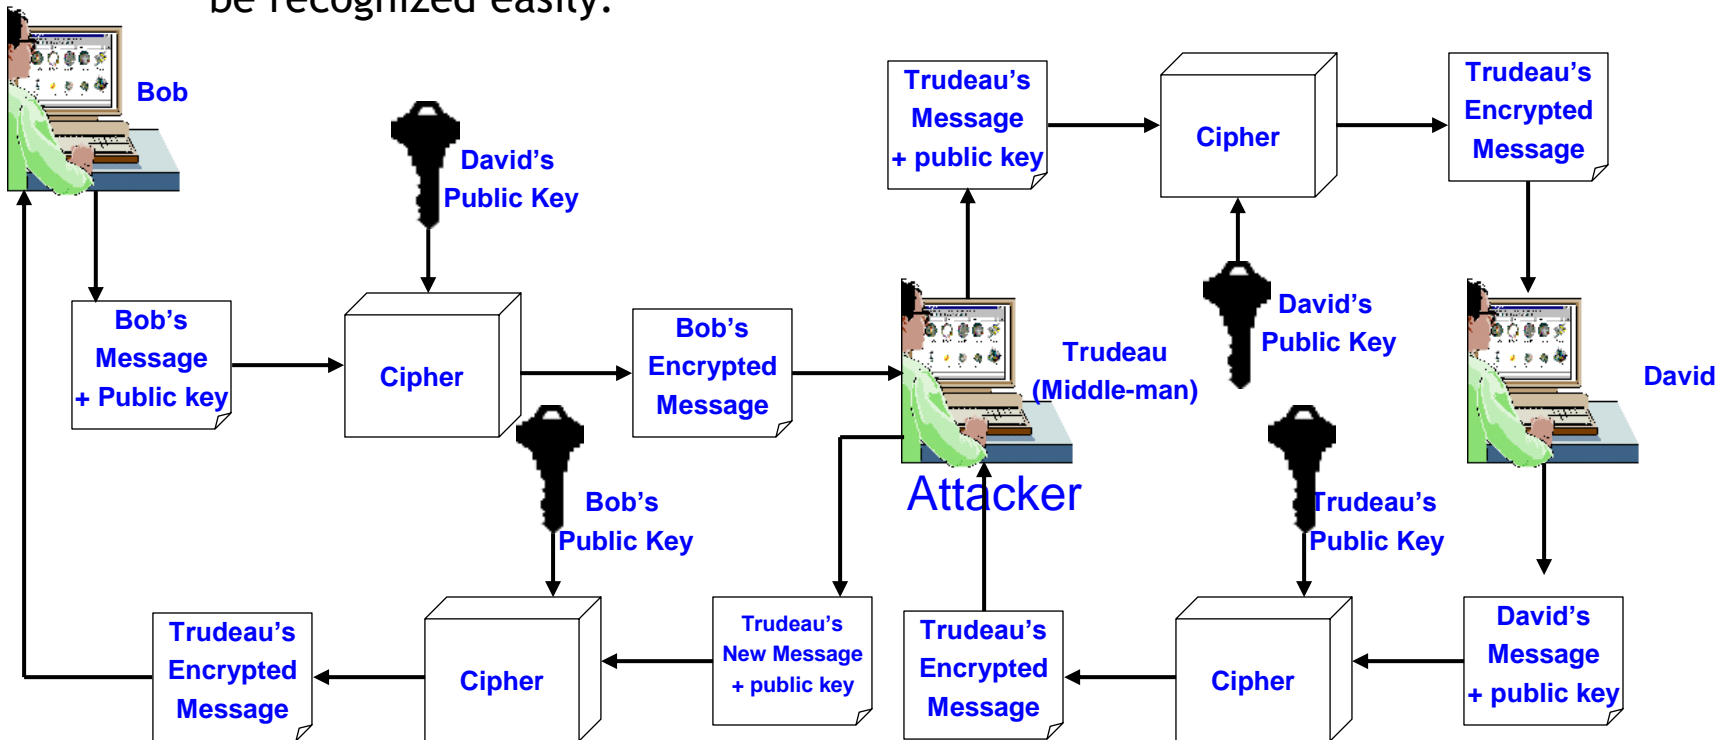 be recognized easily.
Bob
David's
Public Key
Bob's
Message
+ Public key
Cipher
Bob's
Encrypted
Message
Trudeau's
Message
+ public key
Cipher
Trudeau's
Encrypted
Message
David's
Public Key
Trudeau
(Middle-man)
Attacker
David
Trudeau's
Public Key
David's
Message
+ public key
Cipher
Trudeau's
Encrypted
Message
Bob's
Public Key
Trudeau's
New Message
+ public key
Cipher
Trudeau's
Encrypted
Message